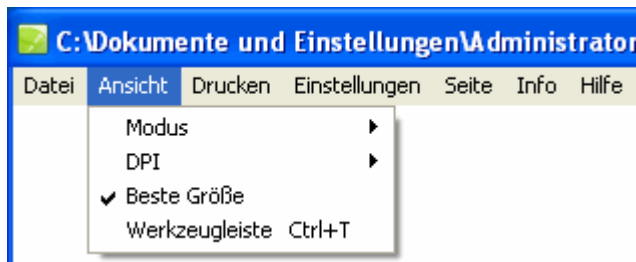 C:\Dokumente und Einstellungen\Administrator
Datei Ansicht Drucken Einstellungen Seite Info Hilfe
Modus
DPI
Beste Größe
Werkzeugleiste Ctrl+T